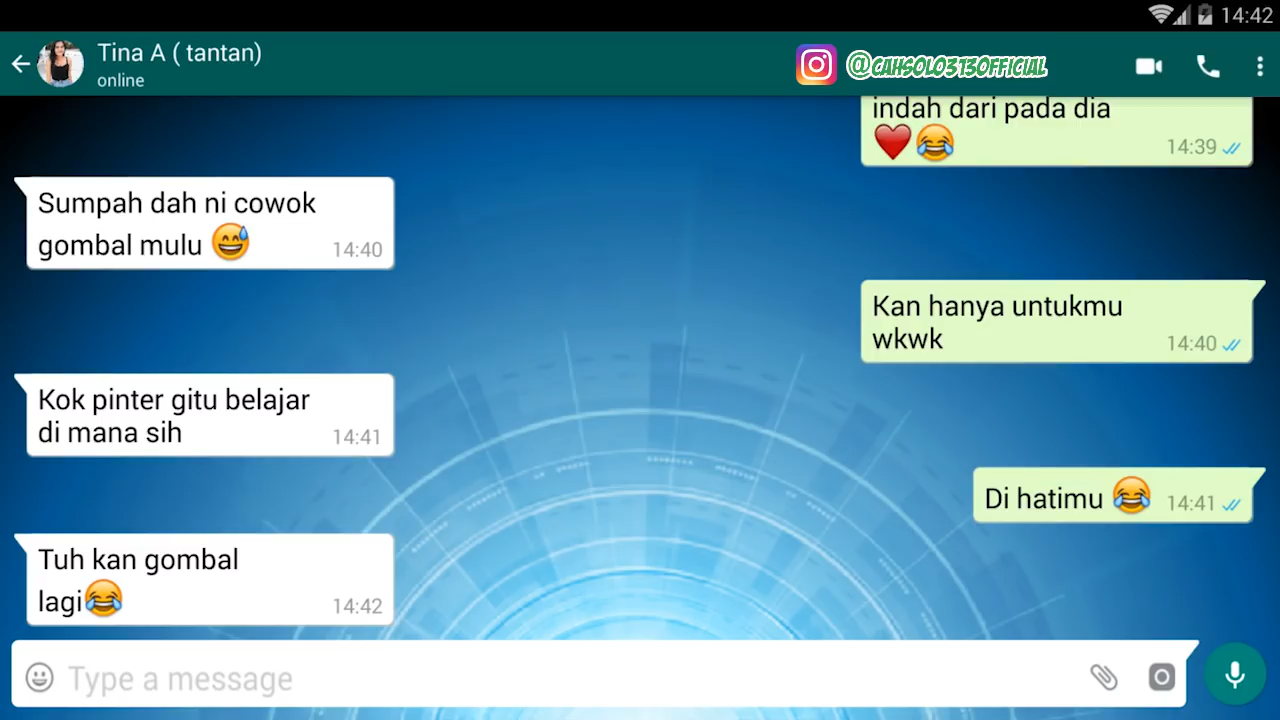 14:42
Tina A ( tantan)
online
@CAHSOLO313OFFICIAL
indah dari pada dia
❤️😂 14:39
Sumpah dah ni cowok
gombal mulu 😅 14:40
Kan hanya untukmu
wkwk 14:40
Kok pinter gitu belajar
di mana sih 14:41
Di hatimu 😂 14:41
Tuh kan gombal
lagi😂 14:42
Type a message